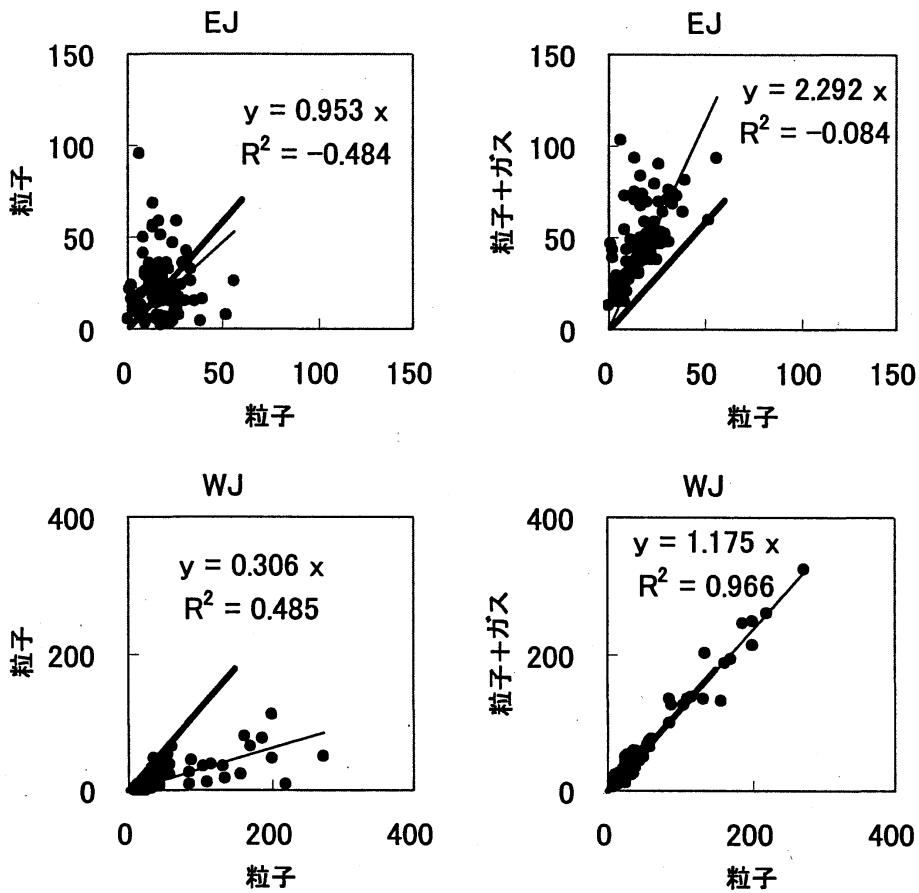 EJ
150
100
50
0
y = 0.953 x
R² = −0.484
粒子
0 50 100 150
粒子
EJ
150
100
50
0
y = 2.292 x
R² = −0.084
粒子＋ガス
0 50 100 150
粒子
WJ
400
200
0
y = 0.306 x
R² = 0.485
粒子
0 200 400
粒子
WJ
400
200
0
y = 1.175 x
R² = 0.966
粒子＋ガス
0 200 400
粒子